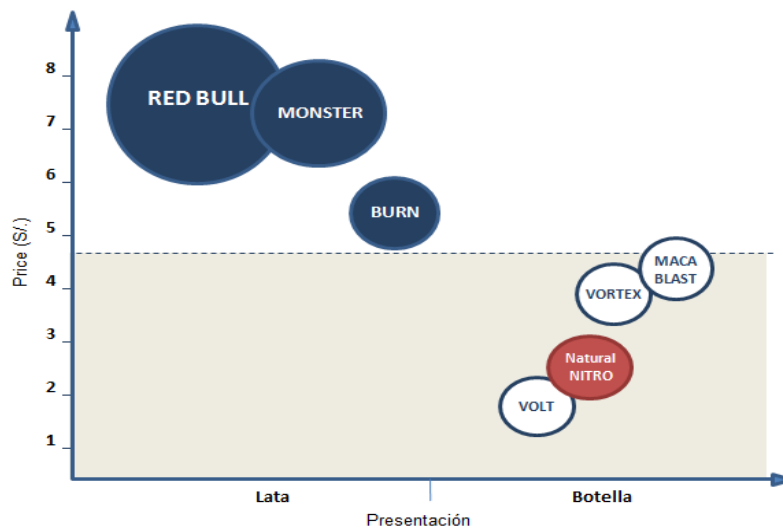 8
RED BULL
MONSTER
7
6
BURN
5
Price (S/.)
MACA
BLAST
4
VORTEX
3
Natural
NITRO
2
VOLT
1
Lata
Botella
Presentación